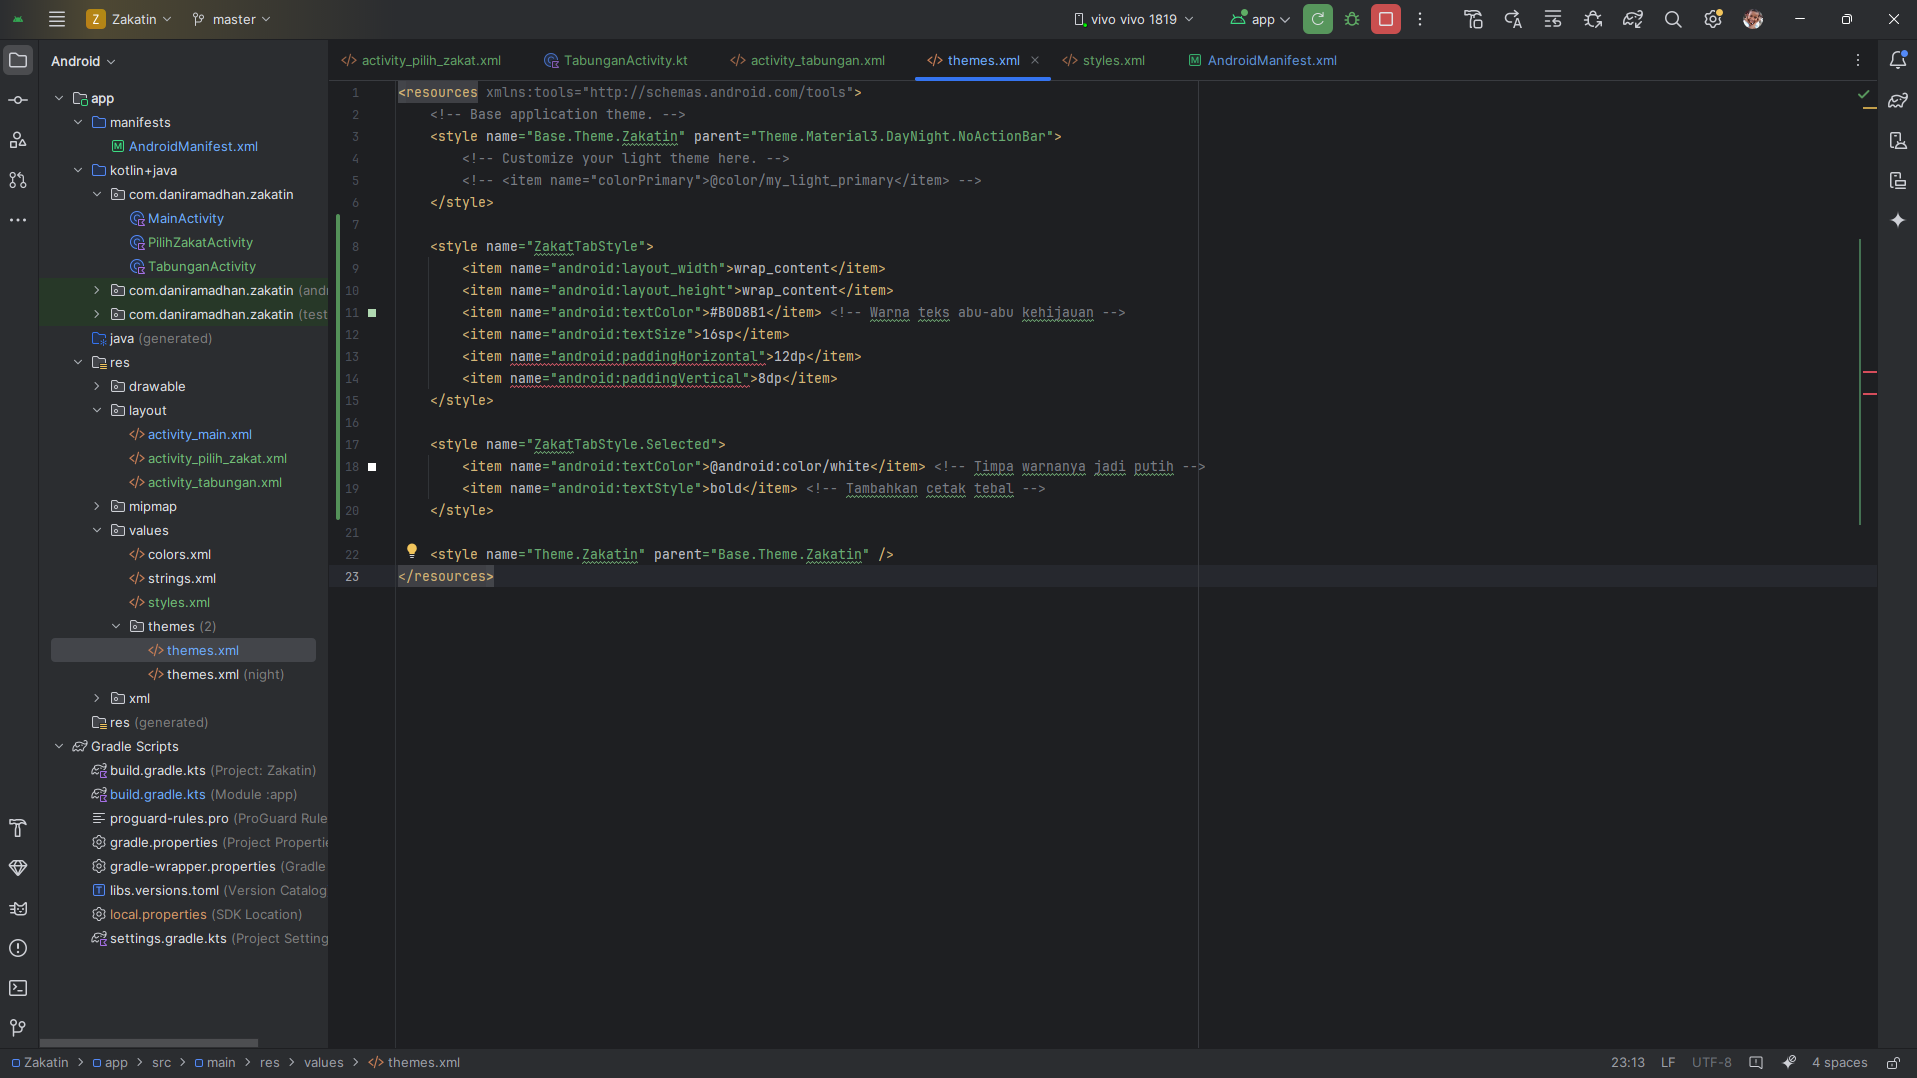 Z Zakatin master vivo vivo 1819 app
Android
app
manifests
AndroidManifest.xml
kotlin+java
com.daniramadhan.zakatin
MainActivity
PilihZakatActivity
TabunganActivity
com.daniramadhan.zakatin (andr
com.daniramadhan.zakatin (test
java (generated)
res
drawable
layout
activity_main.xml
activity_pilih_zakat.xml
activity_tabungan.xml
mipmap
values
colors.xml
strings.xml
styles.xml
themes (2)
themes.xml
themes.xml (night)
xml
res (generated)
Gradle Scripts
build.gradle.kts (Project: Zakatin)
build.gradle.kts (Module :app)
proguard-rules.pro (ProGuard Rule
gradle.properties (Project Propertie
gradle-wrapper.properties (Gradle
libs.versions.toml (Version Catalog
local.properties (SDK Location)
settings.gradle.kts (Project Setting
activity_pilih_zakat.xml TabunganActivity.kt activity_tabungan.xml themes.xml styles.xml AndroidManifest.xml
1 <resources xmlns:tools="http://schemas.android.com/tools">
2 <!-- Base application theme. -->
3 <style name="Base.Theme.Zakatin" parent="Theme.Material3.DayNight.NoActionBar">
4 <!-- Customize your light theme here. -->
5 <!-- <item name="colorPrimary">@color/my_light_primary</item> -->
6 </style>
7
8 <style name="ZakatTabStyle">
9 <item name="android:layout_width">wrap_content</item>
10 <item name="android:layout_height">wrap_content</item>
11 <item name="android:textColor">#B0D8B1</item> <!-- Warna teks abu-abu kehijauan -->
12 <item name="android:textSize">16sp</item>
13 <item name="android:paddingHorizontal">12dp</item>
14 <item name="android:paddingVertical">8dp</item>
15 </style>
16
17 <style name="ZakatTabStyle.Selected">
18 <item name="android:textColor">@android:color/white</item> <!-- Timpa warnanya jadi putih -->
19 <item name="android:textStyle">bold</item> <!-- Tambahkan cetak tebal -->
20 </style>
21
22 <style name="Theme.Zakatin" parent="Base.Theme.Zakatin" />
23 </resources>
Zakatin > app > src > main > res > values > themes.xml 23:13 LF UTF-8 4 spaces